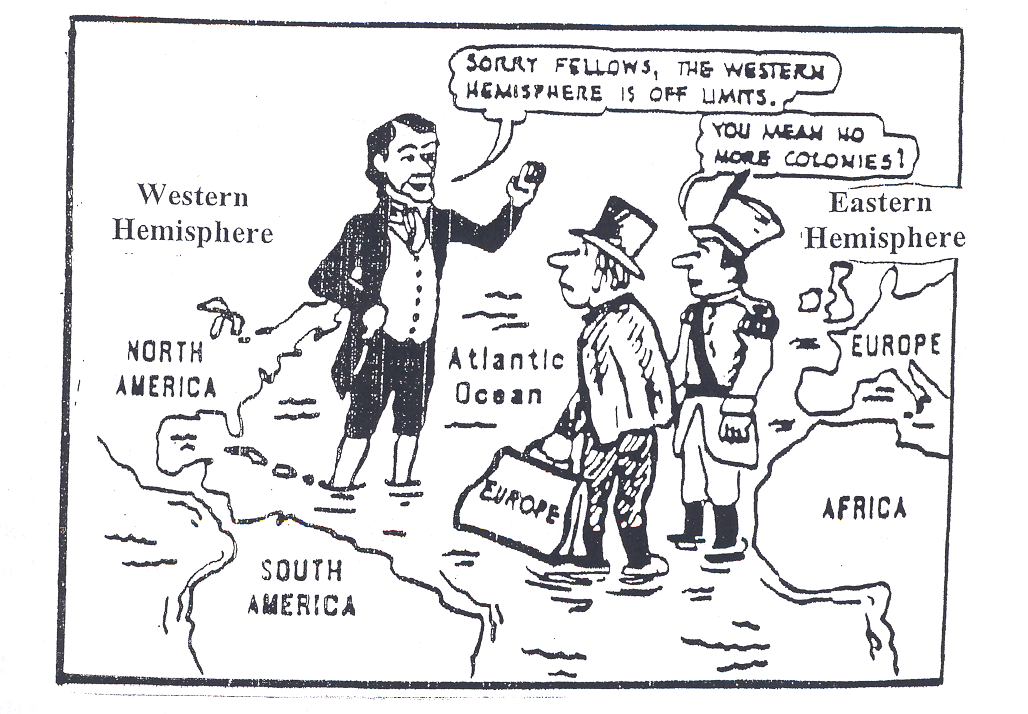 SORRY FELLOWS, THE WESTERN
HEMISPHERE IS OFF LIMITS.
YOU MEAN NO
MORE COLONIES?
Western
Hemisphere
Eastern
Hemisphere
NORTH
AMERICA
Atlantic
Ocean
EUROPE
EUROPE
AFRICA
SOUTH
AMERICA